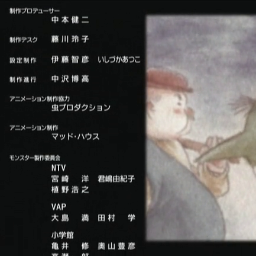 制作プロデューサー
中本健二
制作デスク　藤川玲子
設定制作　伊藤智彦　いしづかあつこ
制作進行　中沢博高
アニメーション制作協力
虫プロダクション
アニメーション制作
マッド・ハウス
モンスター製作委員会
NTV
宮崎　洋　君嶋由紀子
植野浩之
VAP
大島　満　田村　学
小学館
亀井　修　奥山豊彦